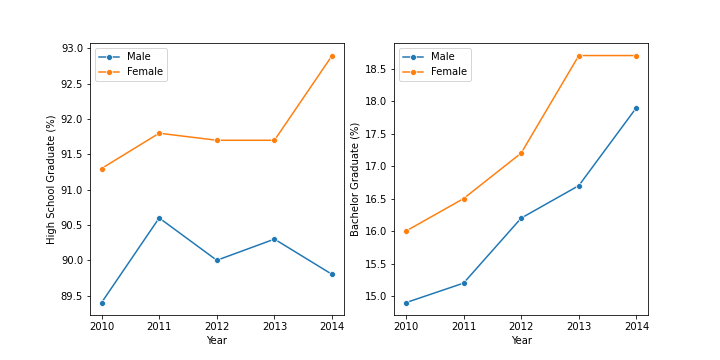 High School Graduate (%)
93.0
92.5
92.0
91.5
91.0
90.5
90.0
89.5
Male
Female
2010 2011 2012 2013 2014
Year
Bachelor Graduate (%)
18.5
18.0
17.5
17.0
16.5
16.0
15.5
15.0
Male
Female
2010 2011 2012 2013 2014
Year